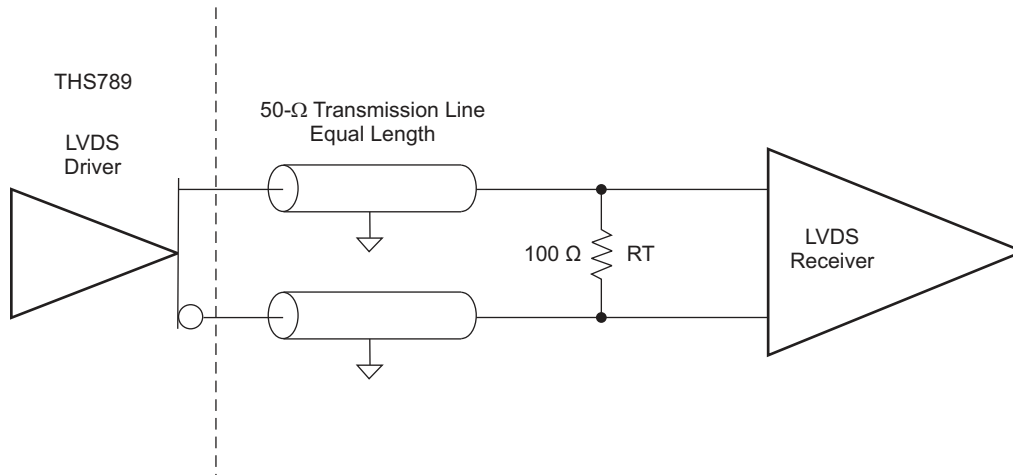 THS789
LVDS
Driver
50-Ω Transmission Line
Equal Length
100 Ω
RT
LVDS
Receiver